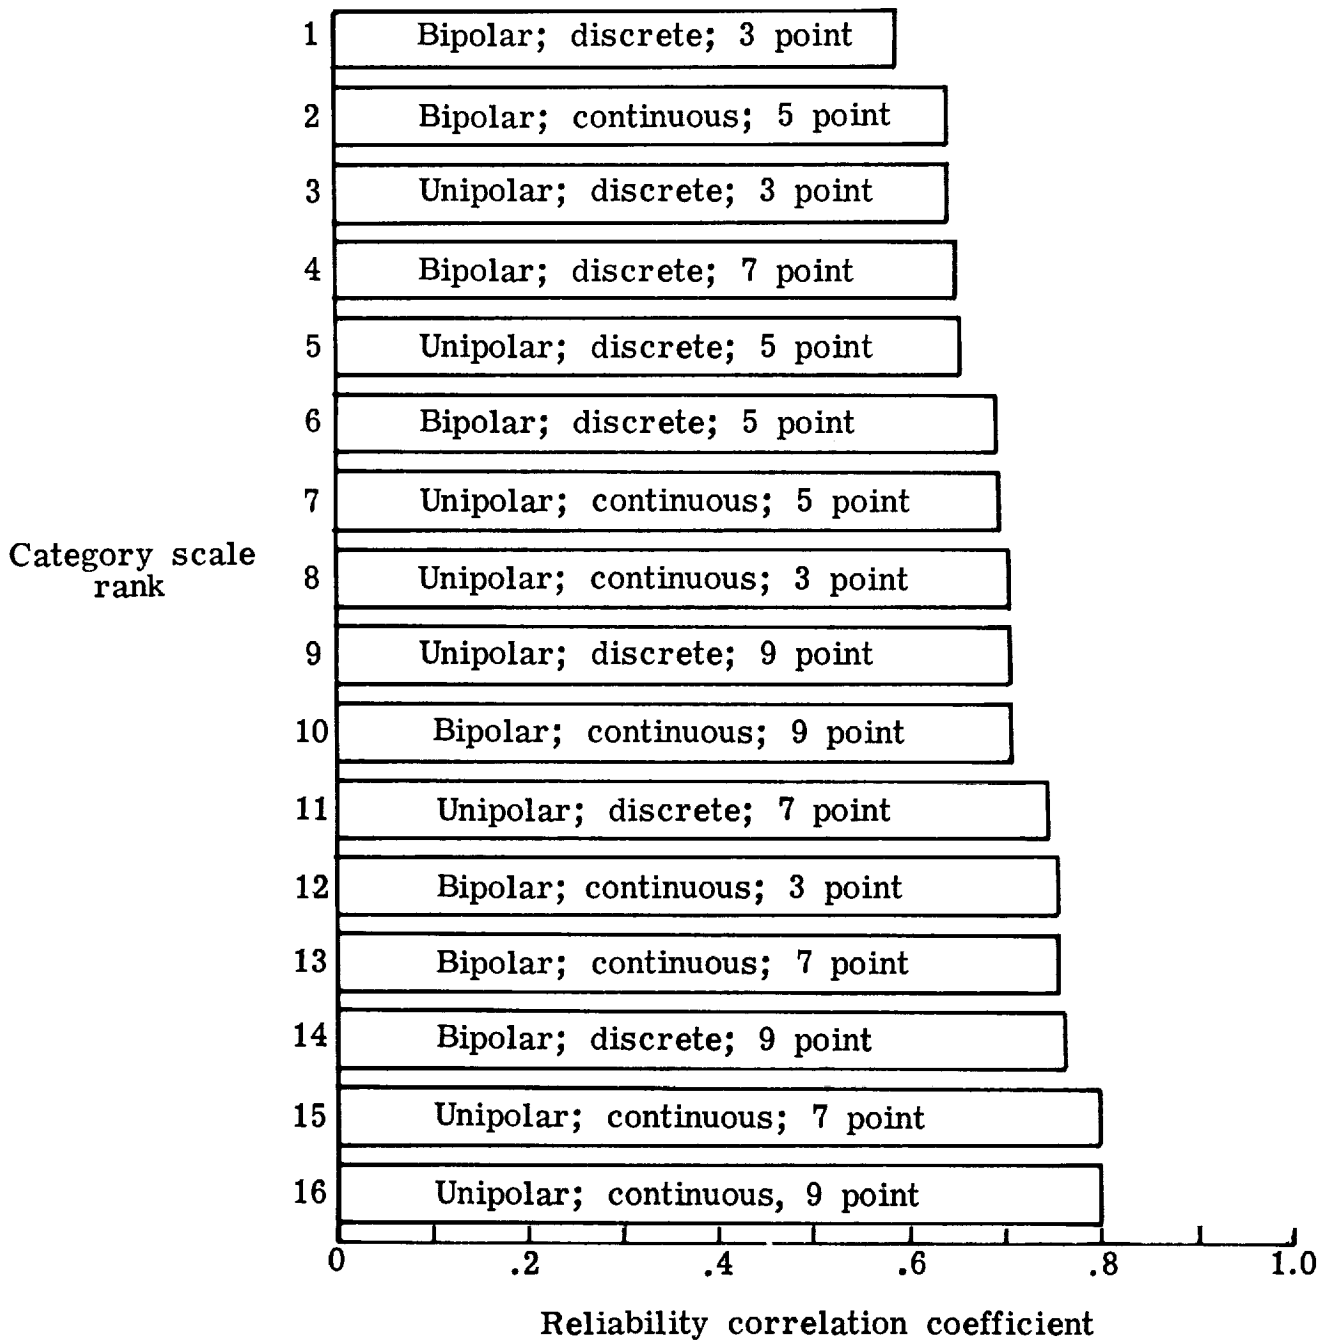 1 Bipolar; discrete; 3 point
2 Bipolar; continuous; 5 point
3 Unipolar; discrete; 3 point
4 Bipolar; discrete; 7 point
5 Unipolar; discrete; 5 point
6 Bipolar; discrete; 5 point
7 Unipolar; continuous; 5 point
Category scale
rank
8 Unipolar; continuous; 3 point
9 Unipolar; discrete; 9 point
10 Bipolar; continuous; 9 point
11 Unipolar; discrete; 7 point
12 Bipolar; continuous; 3 point
13 Bipolar; continuous; 7 point
14 Bipolar; discrete; 9 point
15 Unipolar; continuous; 7 point
16 Unipolar; continuous, 9 point
0 .2 .4 .6 .8 1.0
Reliability correlation coefficient